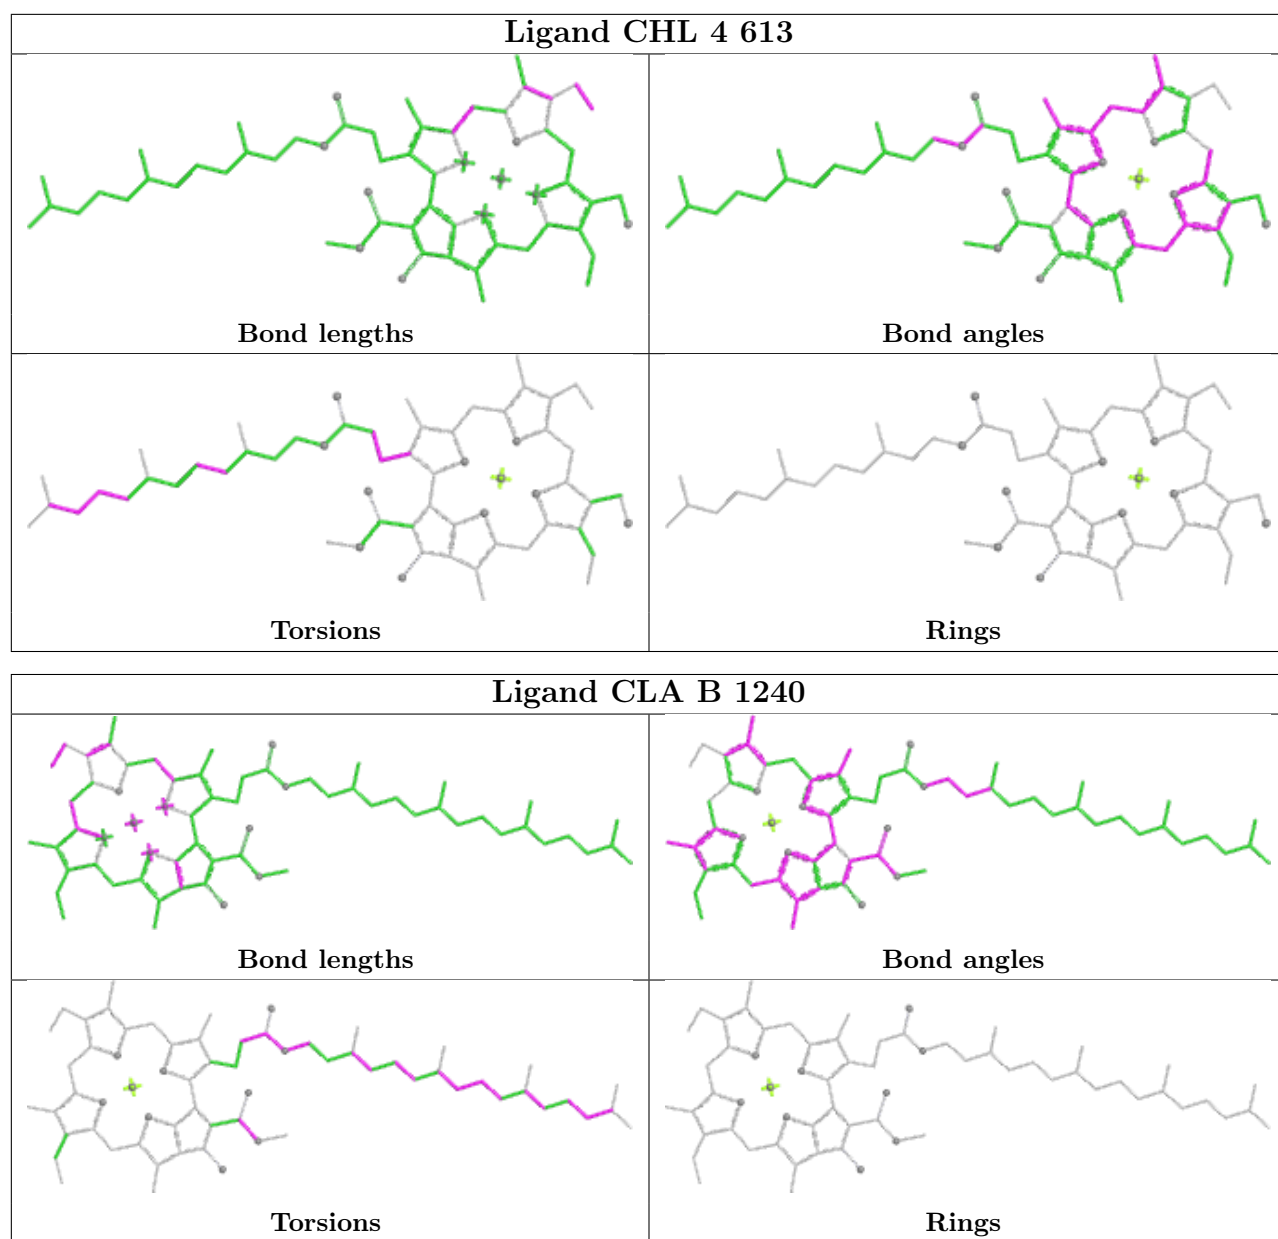 Ligand CHL 4 613
Bond lengths
Bond angles
Torsions
Rings
Ligand CLA B 1240
Bond lengths
Bond angles
Torsions
Rings